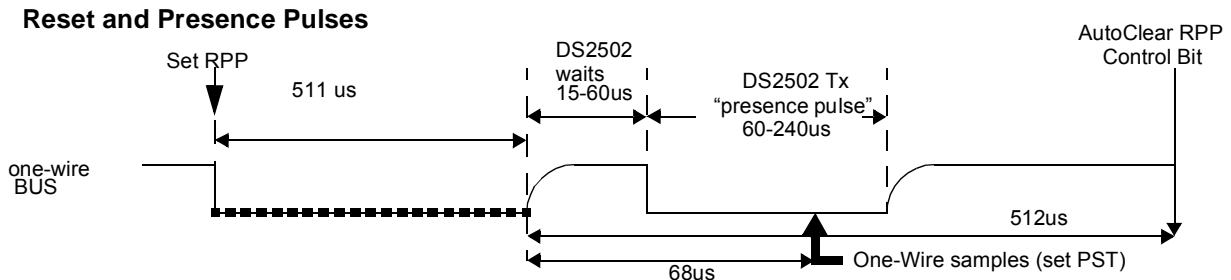 Reset and Presence Pulses
AutoClear RPP
Control Bit
Set RPP
511 us
DS2502
waits
15-60us
DS2502 Tx
“presence pulse”
60-240us
one-wire
BUS
512us
68us
One-Wire samples (set PST)